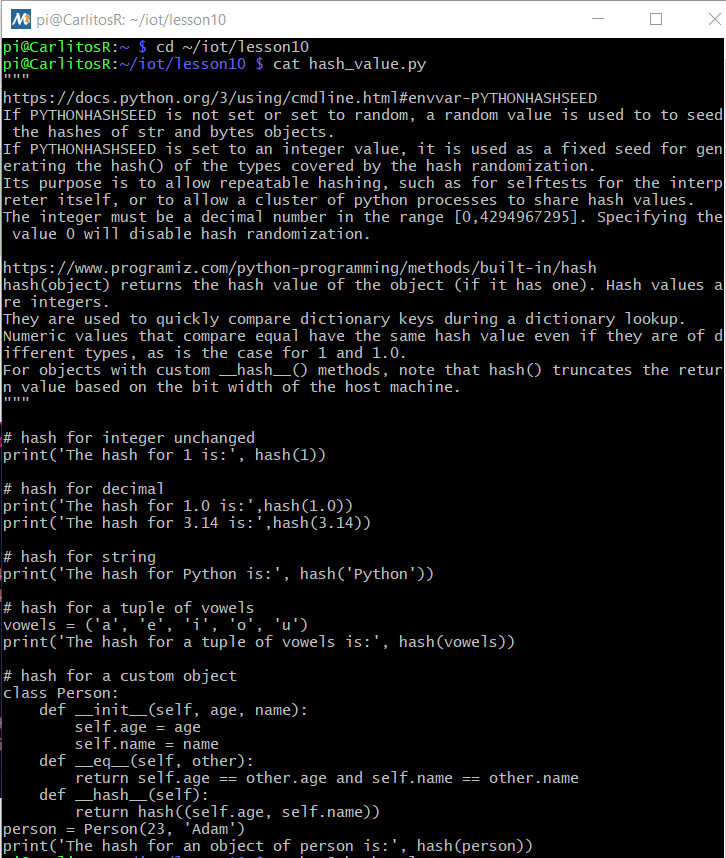 pi@CarlitosR: ~/iot/lesson10
pi@CarlitosR:~ $ cd ~/iot/lesson10
pi@CarlitosR:~/iot/lesson10 $ cat hash_value.py
"""
https://docs.python.org/3/using/cmdline.html#envvar-PYTHONHASHSEED
If PYTHONHASHSEED is not set or set to random, a random value is used to to seed
 the hashes of str and bytes objects.
If PYTHONHASHSEED is set to an integer value, it is used as a fixed seed for gen
erating the hash() of the types covered by the hash randomization.
Its purpose is to allow repeatable hashing, such as for selftests for the interp
reter itself, or to allow a cluster of python processes to share hash values.
The integer must be a decimal number in the range [0,4294967295]. Specifying the
 value 0 will disable hash randomization.

https://www.programiz.com/python-programming/methods/built-in/hash
hash(object) returns the hash value of the object (if it has one). Hash values a
re integers.
They are used to quickly compare dictionary keys during a dictionary lookup.
Numeric values that compare equal have the same hash value even if they are of d
ifferent types, as is the case for 1 and 1.0.
For objects with custom __hash__() methods, note that hash() truncates the retur
n value based on the bit width of the host machine.
"""

# hash for integer unchanged
print('The hash for 1 is:', hash(1))

# hash for decimal
print('The hash for 1.0 is:',hash(1.0))
print('The hash for 3.14 is:',hash(3.14))

# hash for string
print('The hash for Python is:', hash('Python'))

# hash for a tuple of vowels
vowels = ('a', 'e', 'i', 'o', 'u')
print('The hash for a tuple of vowels is:', hash(vowels))

# hash for a custom object
class Person:
    def __init__(self, age, name):
        self.age = age
        self.name = name
    def __eq__(self, other):
        return self.age == other.age and self.name == other.name
    def __hash__(self):
        return hash((self.age, self.name))
person = Person(23, 'Adam')
print('The hash for an object of person is:', hash(person))